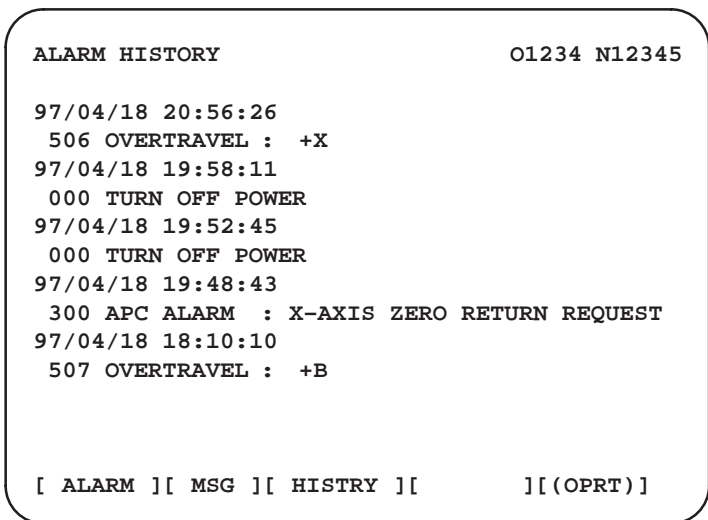 ALARM HISTORY O1234 N12345
97/04/18 20:56:26
506 OVERTRAVEL : +X
97/04/18 19:58:11
000 TURN OFF POWER
97/04/18 19:52:45
000 TURN OFF POWER
97/04/18 19:48:43
300 APC ALARM : X–AXIS ZERO RETURN REQUEST
97/04/18 18:10:10
507 OVERTRAVEL : +B
[ ALARM ][ MSG ][ HISTRY ][ ][(OPRT)]